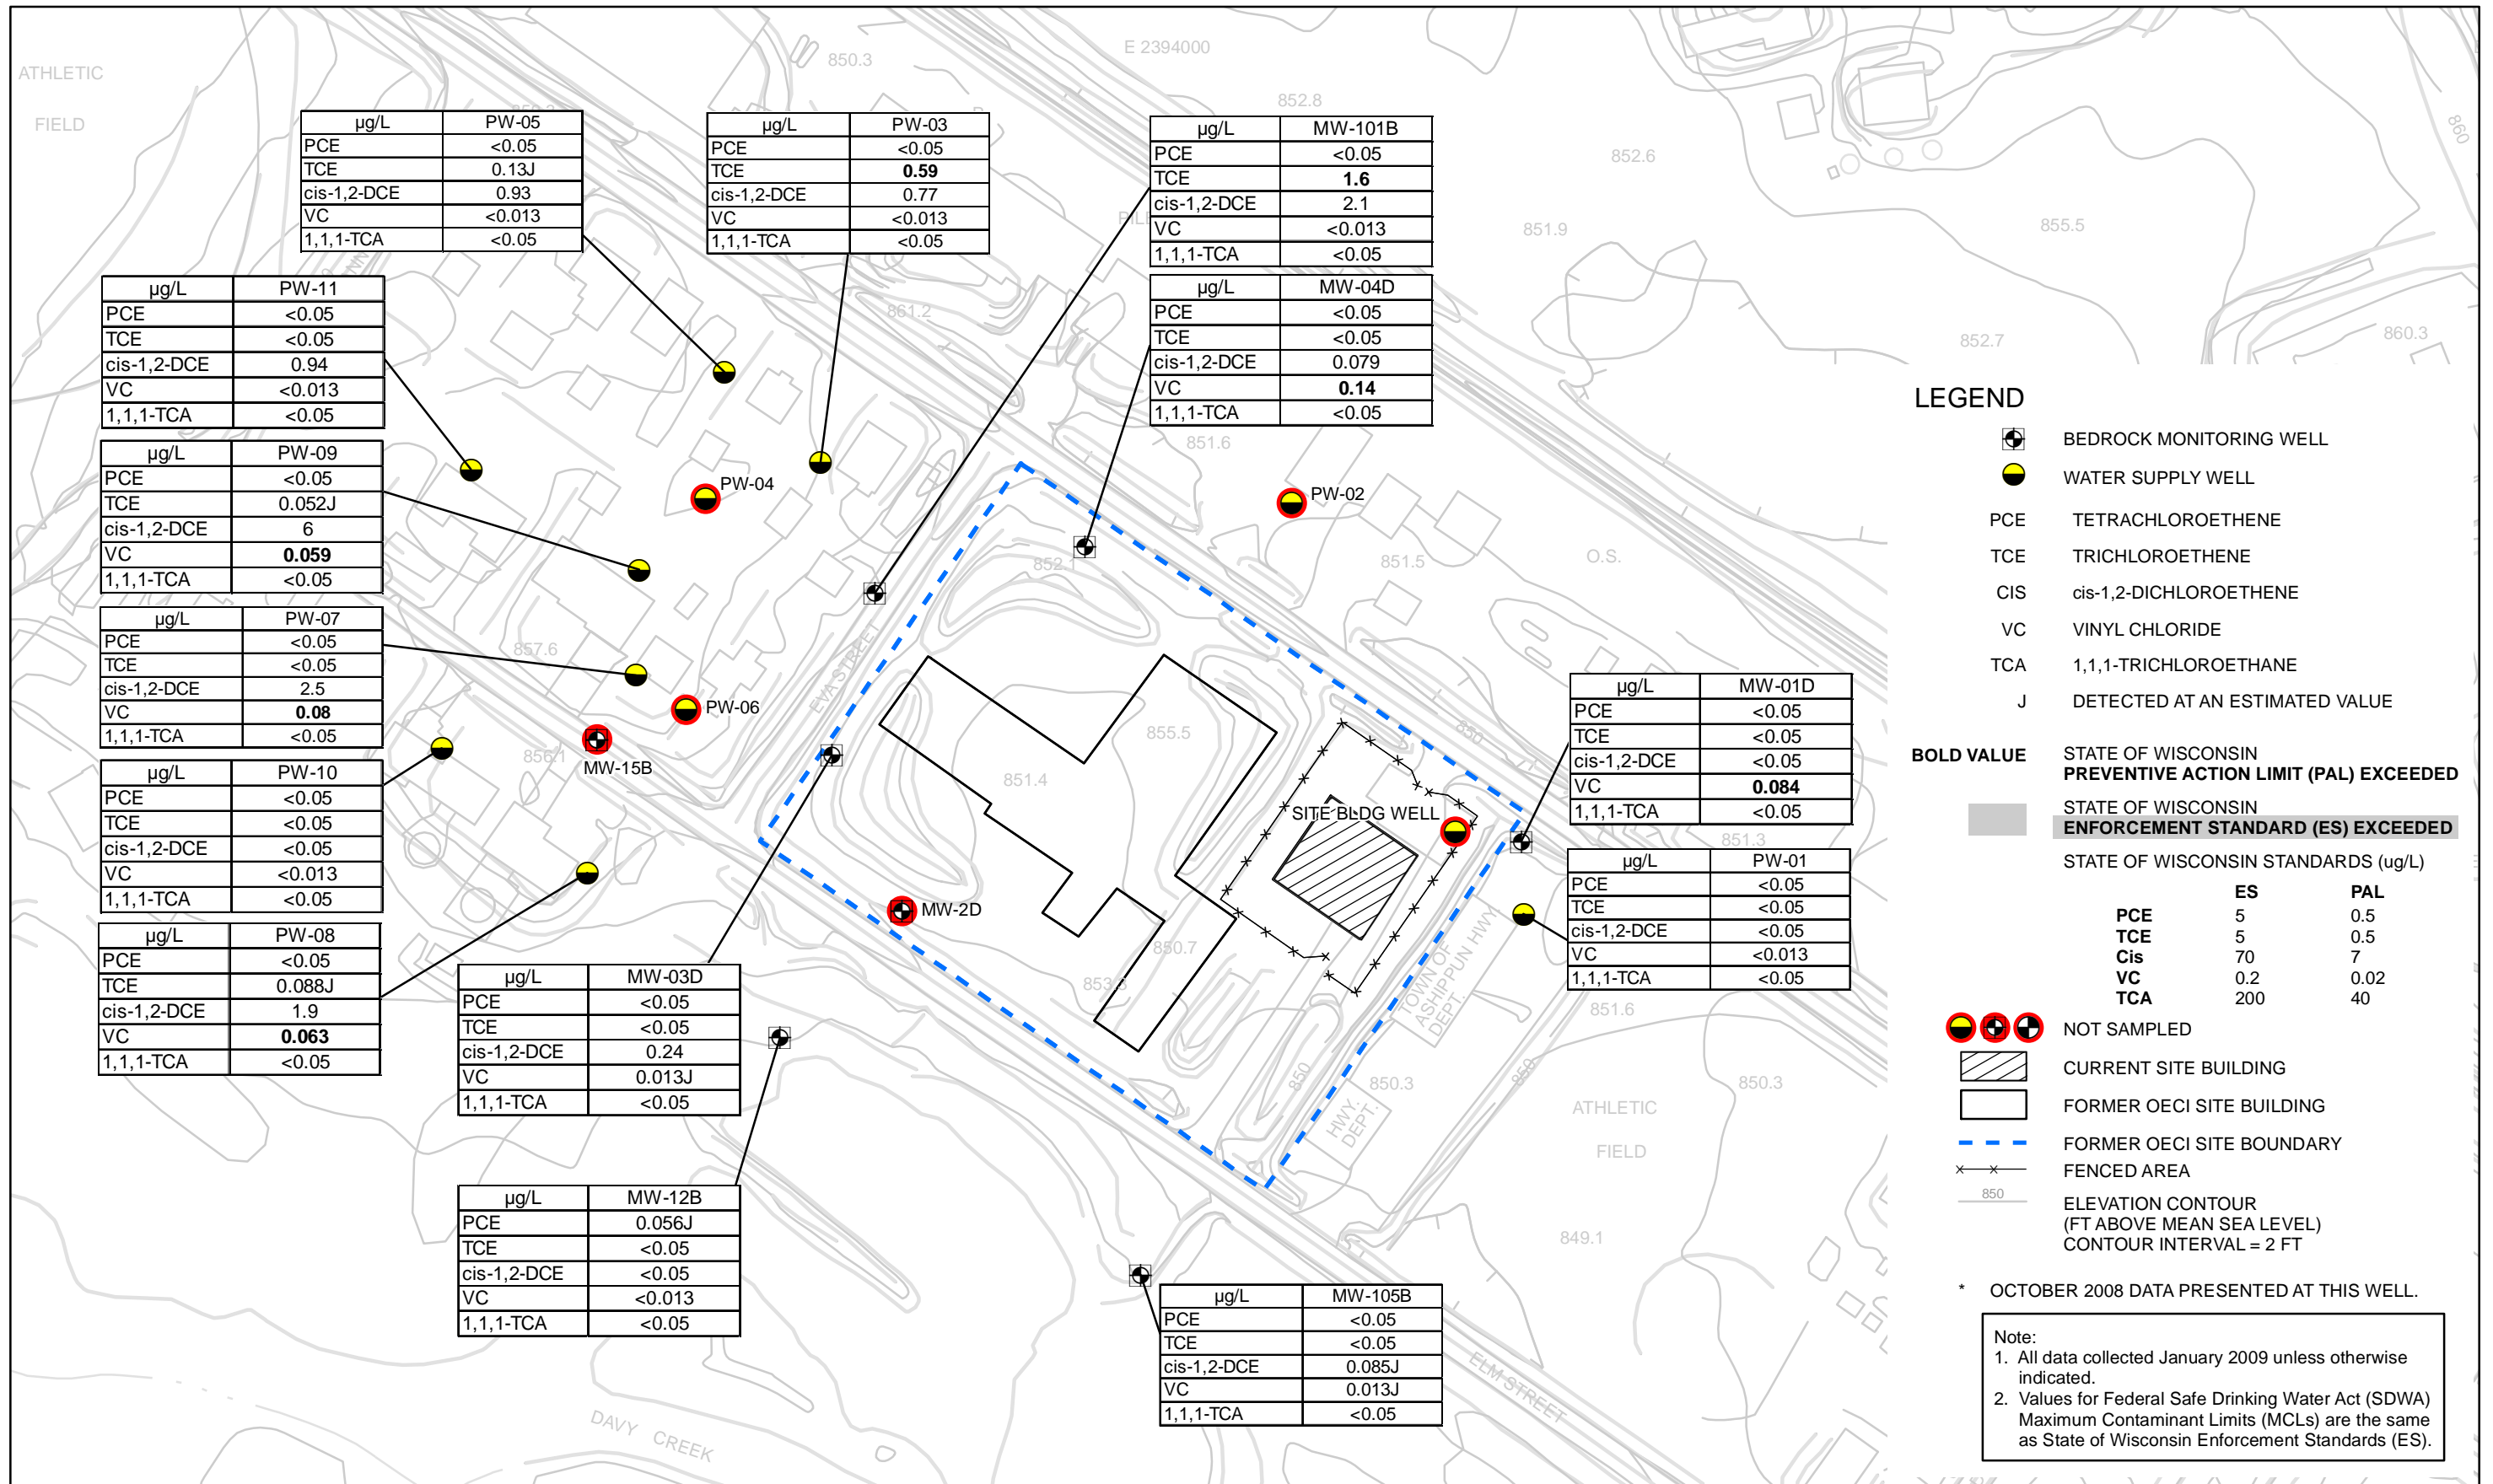 ATHLETIC
FIELD
850.3
E 2394000
852.8
852.6
851.9
855.5
852.7
860.3
860
861.2
851.6
µg/L PW-05
PCE <0.05
TCE 0.13J
cis-1,2-DCE 0.93
VC <0.013
1,1,1-TCA <0.05
µg/L PW-03
PCE <0.05
TCE 0.59
cis-1,2-DCE 0.77
VC <0.013
1,1,1-TCA <0.05
µg/L MW-101B
PCE <0.05
TCE 1.6
cis-1,2-DCE 2.1
VC <0.013
1,1,1-TCA <0.05
µg/L MW-04D
PCE <0.05
TCE <0.05
cis-1,2-DCE 0.079
VC 0.14
1,1,1-TCA <0.05
µg/L PW-11
PCE <0.05
TCE <0.05
cis-1,2-DCE 0.94
VC <0.013
1,1,1-TCA <0.05
µg/L PW-09
PCE <0.05
TCE 0.052J
cis-1,2-DCE 6
VC 0.059
1,1,1-TCA <0.05
µg/L PW-07
PCE <0.05
TCE <0.05
cis-1,2-DCE 2.5
VC 0.08
1,1,1-TCA <0.05
µg/L PW-10
PCE <0.05
TCE <0.05
cis-1,2-DCE <0.05
VC <0.013
1,1,1-TCA <0.05
µg/L PW-08
PCE <0.05
TCE 0.088J
cis-1,2-DCE 1.9
VC 0.063
1,1,1-TCA <0.05
PW-04
PW-02
PW-06
MW-15B
MW-2D
SITE BLDG WELL
EVA STREET
852.1
851.5
O.S.
857.6
856.1
855.5
851.4
850
850.7
851.3
µg/L MW-01D
PCE <0.05
TCE <0.05
cis-1,2-DCE <0.05
VC 0.084
1,1,1-TCA <0.05
µg/L PW-01
PCE <0.05
TCE <0.05
cis-1,2-DCE <0.05
VC <0.013
1,1,1-TCA <0.05
µg/L MW-03D
PCE <0.05
TCE <0.05
cis-1,2-DCE 0.24
VC 0.013J
1,1,1-TCA <0.05
µg/L MW-12B
PCE 0.056J
TCE <0.05
cis-1,2-DCE <0.05
VC <0.013
1,1,1-TCA <0.05
µg/L MW-105B
PCE <0.05
TCE <0.05
cis-1,2-DCE 0.085J
VC 0.013J
1,1,1-TCA <0.05
TOWN OF
ASHIPPUN HWY.
DEPT.
HWY.
DEPT.
850
850
851.6
850.3
850.3
ATHLETIC
FIELD
849.1
ELM STREET
DAVY CREEK
LEGEND
BEDROCK MONITORING WELL
WATER SUPPLY WELL
PCE TETRACHLOROETHENE
TCE TRICHLOROETHENE
CIS cis-1,2-DICHLOROETHENE
VC VINYL CHLORIDE
TCA 1,1,1-TRICHLOROETHANE
J DETECTED AT AN ESTIMATED VALUE
BOLD VALUE STATE OF WISCONSIN
PREVENTIVE ACTION LIMIT (PAL) EXCEEDED
STATE OF WISCONSIN
ENFORCEMENT STANDARD (ES) EXCEEDED
STATE OF WISCONSIN STANDARDS (ug/L)
ES PAL
PCE 5 0.5
TCE 5 0.5
Cis 70 7
VC 0.2 0.02
TCA 200 40
NOT SAMPLED
CURRENT SITE BUILDING
FORMER OECI SITE BUILDING
FORMER OECI SITE BOUNDARY
FENCED AREA
850
ELEVATION CONTOUR
(FT ABOVE MEAN SEA LEVEL)
CONTOUR INTERVAL = 2 FT
* OCTOBER 2008 DATA PRESENTED AT THIS WELL.
Note:
1. All data collected January 2009 unless otherwise
indicated.
2. Values for Federal Safe Drinking Water Act (SDWA)
Maximum Contaminant Limits (MCLs) are the same
as State of Wisconsin Enforcement Standards (ES).